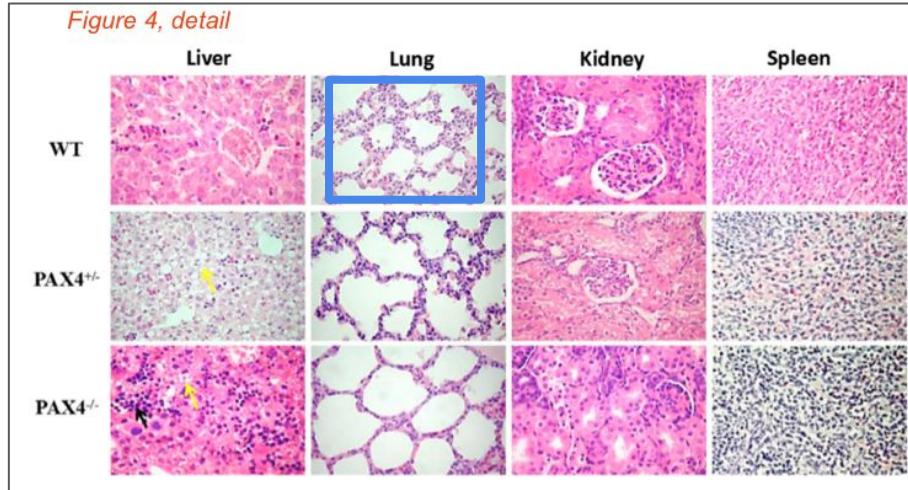 Figure 4, detail
Liver Lung Kidney Spleen
WT
PAX4+/-
PAX4-/-